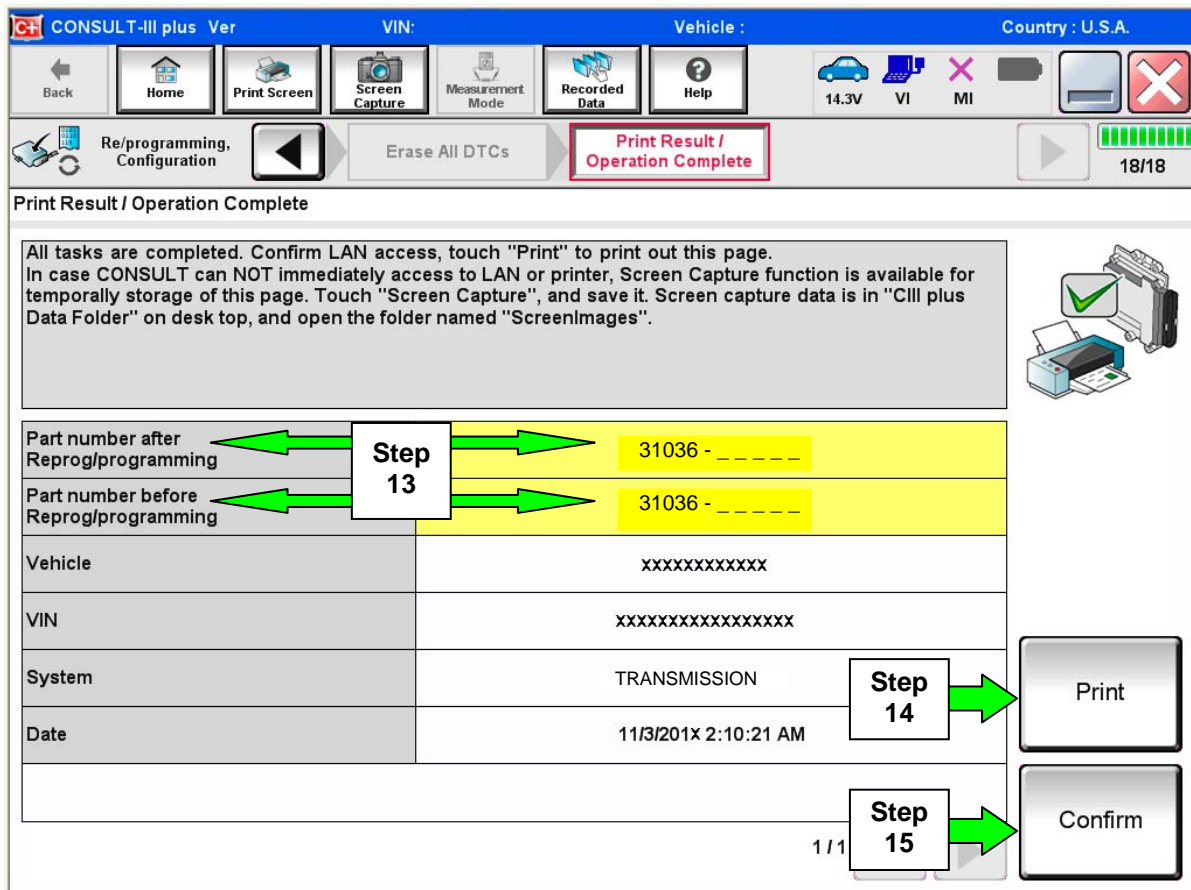 C+ CONSULT-III plus Ver VIN: Vehicle : Country : U.S.A.
Back
Home
Print Screen
Screen
Capture
Measurement
Mode
Recorded
Data
Help
14.3V
VI
MI
Re/programming,
Configuration
Erase All DTCs
Print Result /
Operation Complete
18/18
Print Result / Operation Complete
All tasks are completed. Confirm LAN access, touch "Print" to print out this page.
In case CONSULT can NOT immediately access to LAN or printer, Screen Capture function is available for
temporally storage of this page. Touch "Screen Capture", and save it. Screen capture data is in "CIII plus
Data Folder" on desk top, and open the folder named "ScreenImages".
Part number after
Reprog/programming
31036 - _ _ _ _ _
Step
13
Part number before
Reprog/programming
31036 - _ _ _ _ _
Vehicle
xxxxxxxxxxxx
VIN
xxxxxxxxxxxxxxxxx
System
TRANSMISSION
Step
14
Print
Date
11/3/201x 2:10:21 AM
Step
15
Confirm
1 / 1